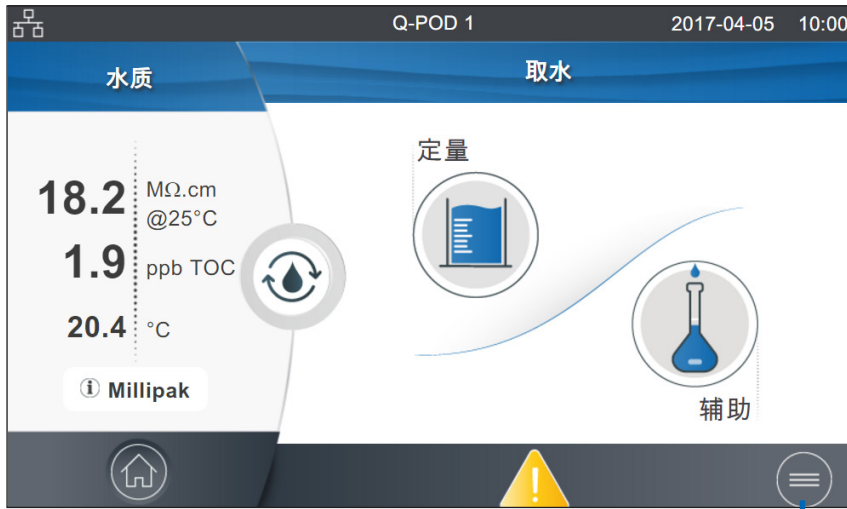 Q-POD 1
2017-04-05 10:00
水质
取水
定量
18.2 MΩ.cm
@25°C
1.9 ppb TOC
20.4 °C
i Millipak
辅助
!